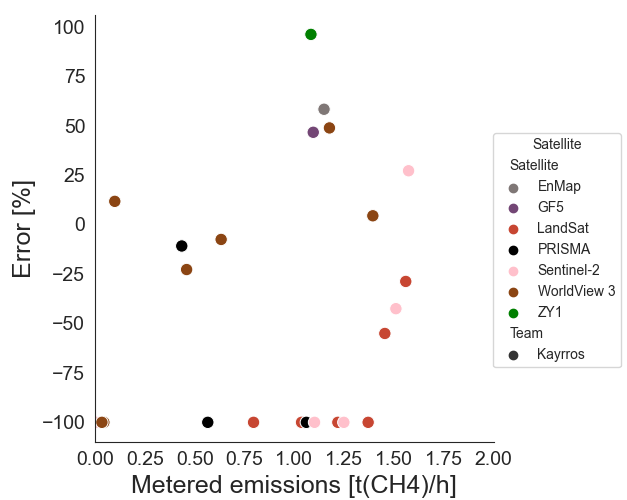 100
75
50
25
0
−25
−50
−75
−100
Error [%]
0.00 0.25 0.50 0.75 1.00 1.25 1.50 1.75 2.00
Metered emissions [t(CH4)/h]
Satellite
Satellite
EnMap
GF5
LandSat
PRISMA
Sentinel-2
WorldView 3
ZY1
Team
Kayrros